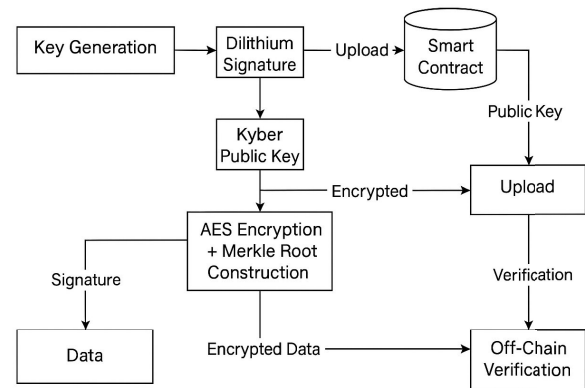 Key Generation
Dilithium
Signature
Upload
Smart
Contract
Public Key
Kyber
Public Key
Encrypted
Upload
AES Encryption
+ Merkle Root
Construction
Signature
Verification
Data
Encrypted Data
Off-Chain
Verification